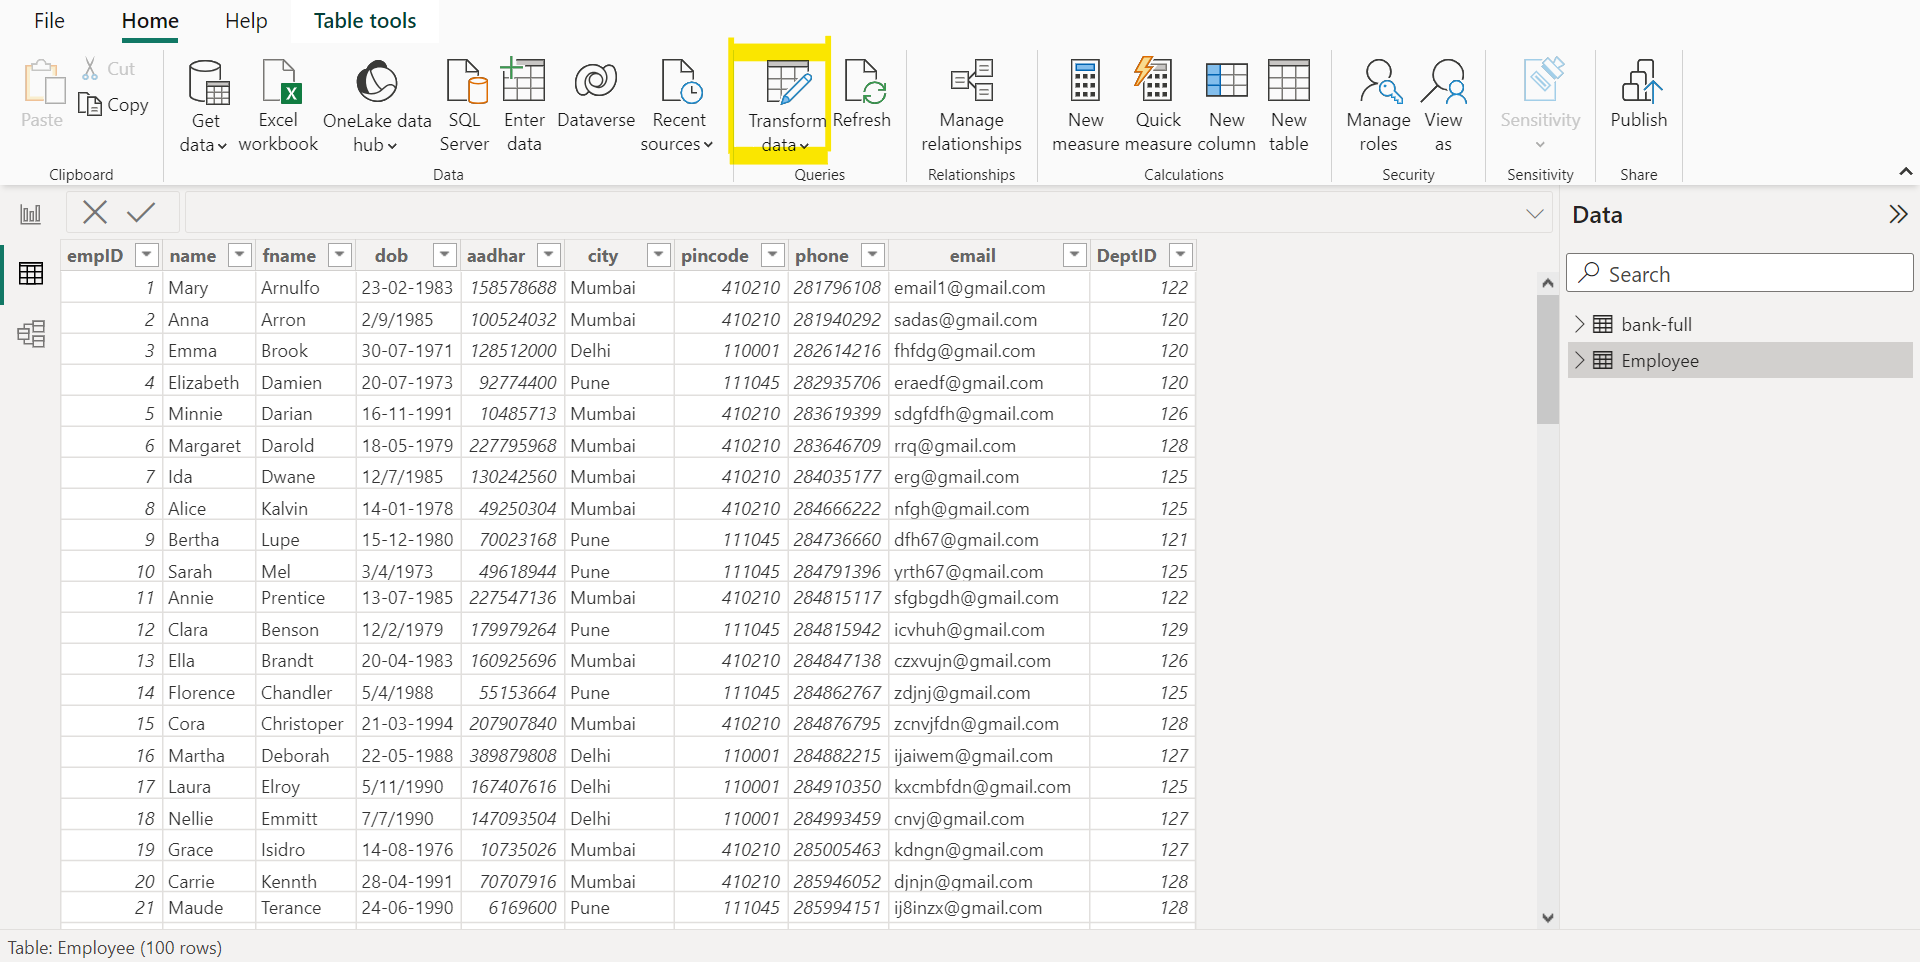 File Home Help Table tools
Paste Cut Copy
Get data
Excel workbook
OneLake data hub
SQL Server
Enter data
Dataverse
Recent sources
Transform data
Refresh
Manage relationships
New measure
Quick measure
New column
New table
Manage roles
View as
Sensitivity
Publish
Clipboard Data Queries Relationships Calculations Security Sensitivity Share
empID name fname dob aadhar city pincode phone email DeptID
1 Mary Arnulfo 23-02-1983 158578688 Mumbai 410210 281796108 email1@gmail.com 122
2 Anna Arron 2/9/1985 100524032 Mumbai 410210 281940292 sadas@gmail.com 120
3 Emma Brook 30-07-1971 128512000 Delhi 110001 282614216 fhfdg@gmail.com 120
4 Elizabeth Damien 20-07-1973 92774400 Pune 111045 282935706 eraedf@gmail.com 120
5 Minnie Darian 16-11-1991 10485713 Mumbai 410210 283619399 sdgfdfh@gmail.com 126
6 Margaret Darold 18-05-1979 227795968 Mumbai 410210 283646709 rrq@gmail.com 128
7 Ida Dwane 12/7/1985 130242560 Mumbai 410210 284035177 erg@gmail.com 125
8 Alice Kalvin 14-01-1978 49250304 Mumbai 410210 284666222 nfgh@gmail.com 125
9 Bertha Lupe 15-12-1980 70023168 Pune 111045 284736660 dfh67@gmail.com 121
10 Sarah Mel 3/4/1973 49618944 Pune 111045 284791396 yrth67@gmail.com 125
11 Annie Prentice 13-07-1985 227547136 Mumbai 410210 284815117 sfgbgdh@gmail.com 122
12 Clara Benson 12/2/1979 179979264 Pune 111045 284815942 icvhuh@gmail.com 129
13 Ella Brandt 20-04-1983 160925696 Mumbai 410210 284847138 czxvujn@gmail.com 126
14 Florence Chandler 5/4/1988 55153664 Pune 111045 284862767 zdjnj@gmail.com 125
15 Cora Christoper 21-03-1994 207907840 Mumbai 410210 284876795 zcnvjfdn@gmail.com 128
16 Martha Deborah 22-05-1988 389879808 Delhi 110001 284882215 ijaiwem@gmail.com 127
17 Laura Elroy 5/11/1990 167407616 Delhi 110001 284910350 kxcmbfdn@gmail.com 125
18 Nellie Emmitt 7/7/1990 147093504 Delhi 110001 284993459 cnvj@gmail.com 127
19 Grace Isidro 14-08-1976 10735026 Mumbai 410210 285005463 kdngn@gmail.com 127
20 Carrie Kennth 28-04-1991 70707916 Mumbai 410210 285946052 djnjn@gmail.com 128
21 Maude Terance 24-06-1990 6169600 Pune 111045 285994151 ij8inzx@gmail.com 128
Data
Search
bank-full
Employee
Table: Employee (100 rows)